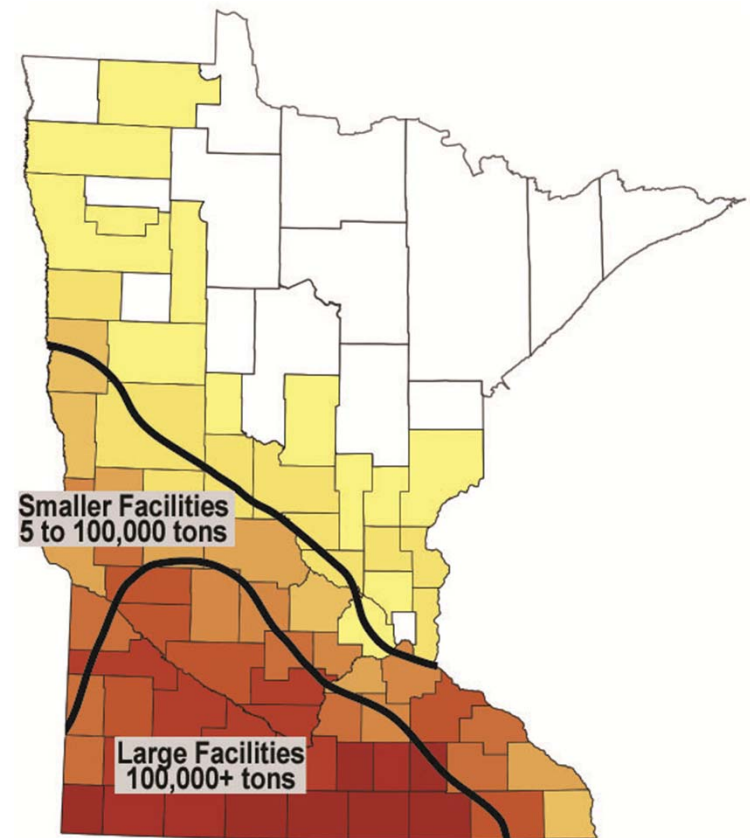 Smaller Facilities
5 to 100,000 tons
Large Facilities
100,000+ tons